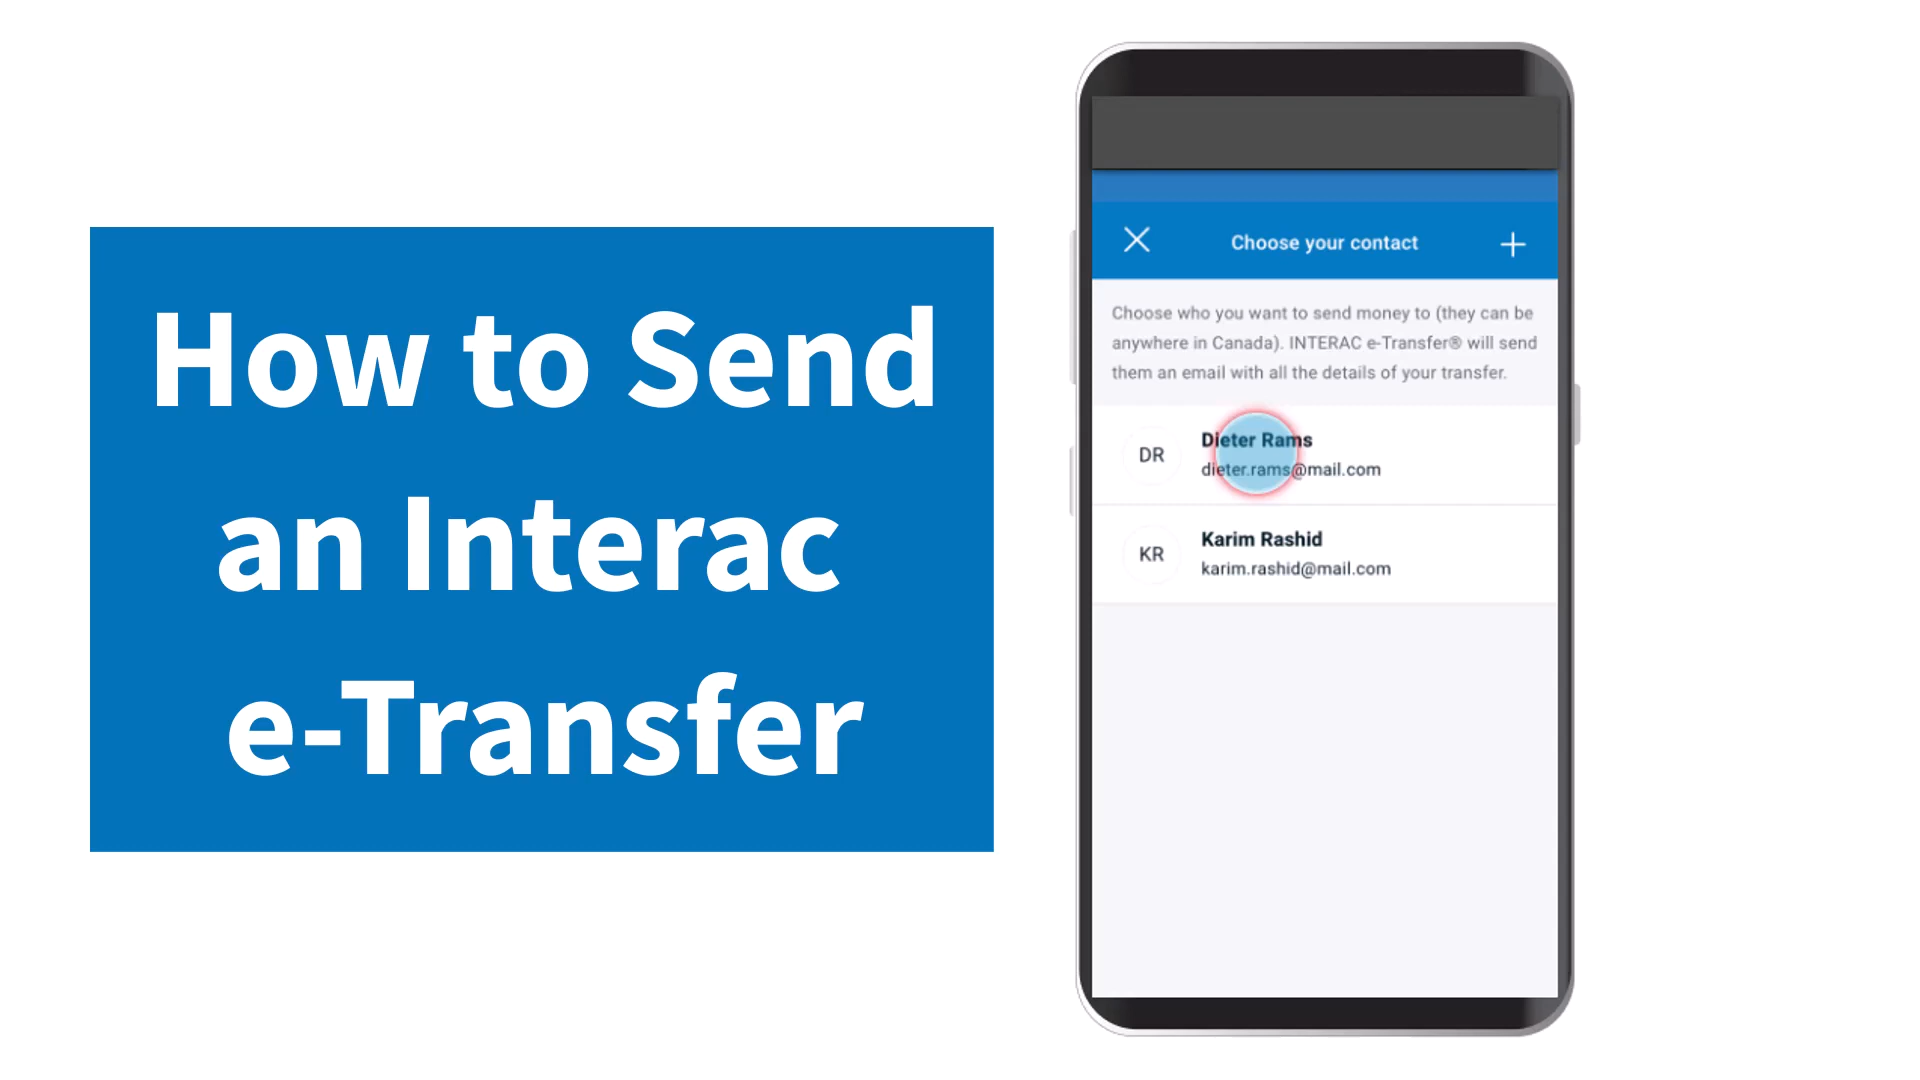 How to Send
an Interac
e-Transfer
Choose your contact
Choose who you want to send money to (they can be
anywhere in Canada). INTERAC e-Transfer® will send
them an email with all the details of your transfer.
DR
Dieter Rams
dieter.rams@mail.com
KR
Karim Rashid
karim.rashid@mail.com